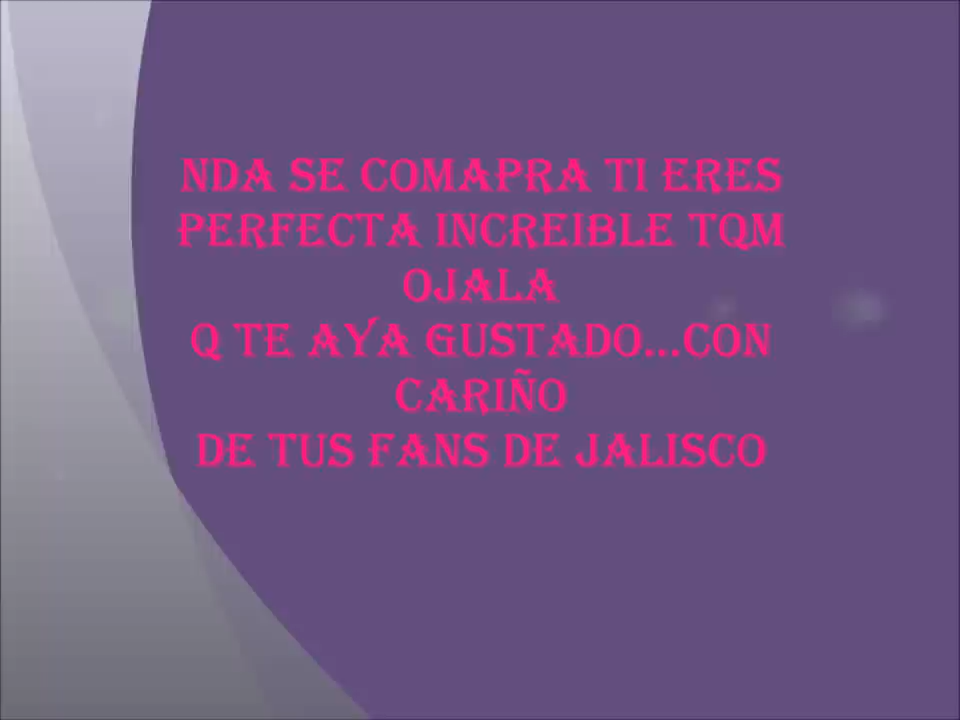 NDA SE COMAPRA TI ERES
PERFECTA INCREIBLE TQM
OJALA
Q TE AYA GUSTADO...CON
CARIÑO
DE TUS FANS DE JALISCO